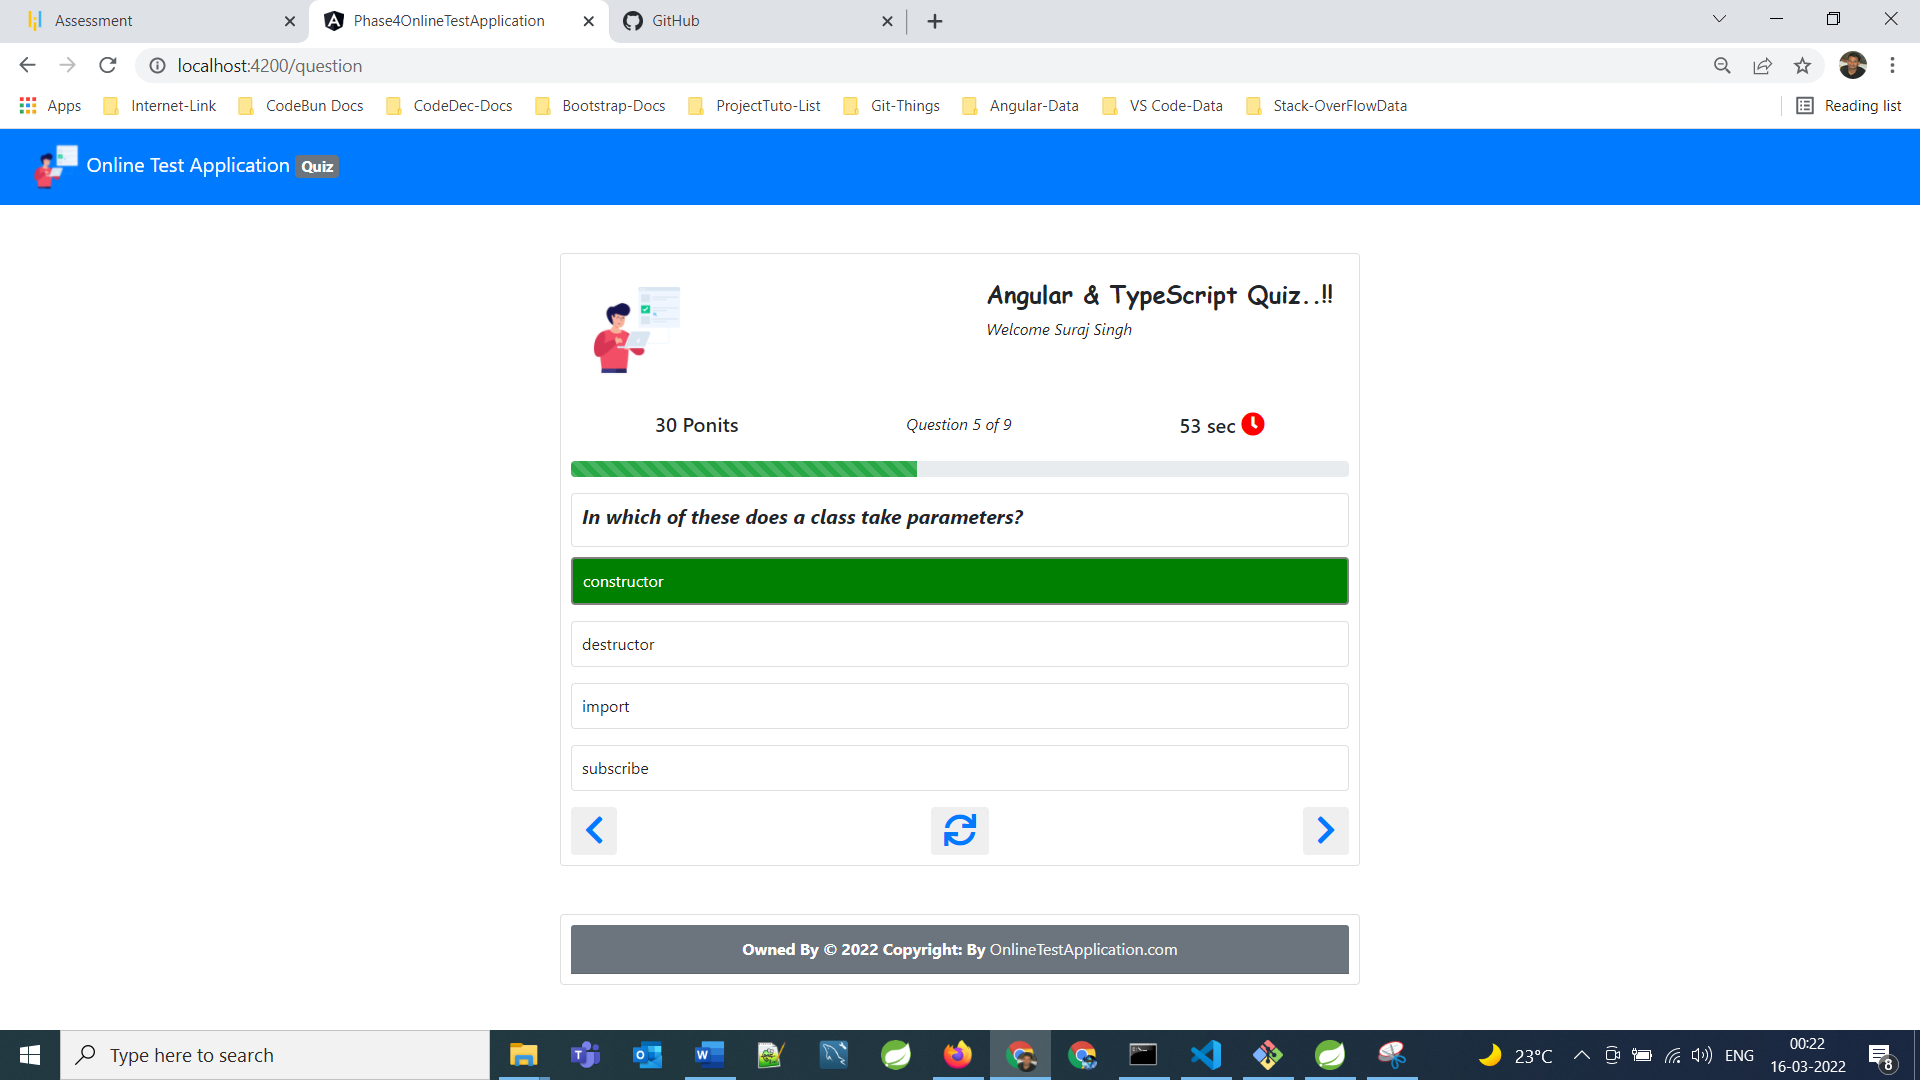 Assessment
Phase4OnlineTestApplication
GitHub
localhost:4200/question
Apps
Internet-Link
CodeBun Docs
CodeDec-Docs
Bootstrap-Docs
ProjectTuto-List
Git-Things
Angular-Data
VS Code-Data
Stack-OverFlowData
Reading list
Online Test Application Quiz
Angular & TypeScript Quiz..!!
Welcome Suraj Singh
30 Ponits
Question 5 of 9
53 sec
In which of these does a class take parameters?
constructor
destructor
import
subscribe
Owned By © 2022 Copyright: By OnlineTestApplication.com
Type here to search
23°C
ENG
00:22
16-03-2022
8